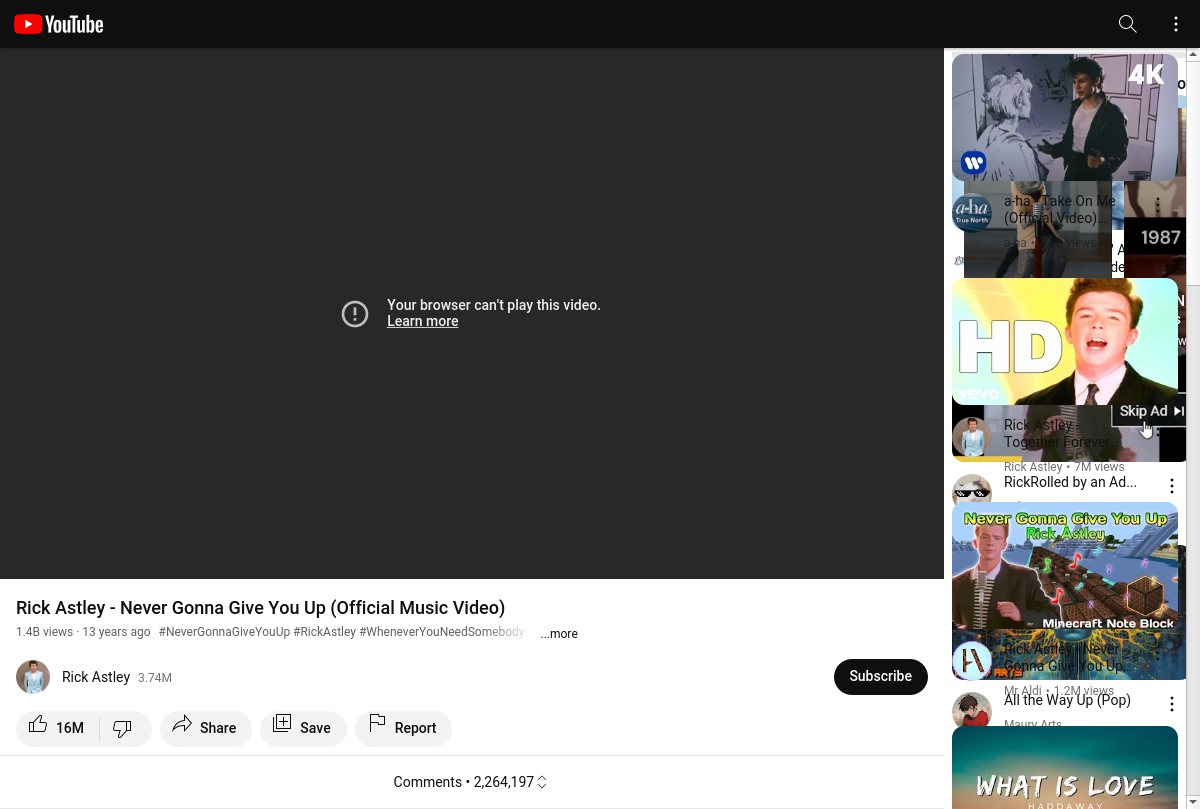 YouTube
Your browser can't play this video.
Learn more
Rick Astley - Never Gonna Give You Up (Official Music Video)
1.4B views · 13 years ago #NeverGonnaGiveYouUp #RickAstley #WheneverYouNeedSomebody ...more
Rick Astley 3.74M
Subscribe
16M
Share
Save
Report
Comments • 2,264,197
4K
a-ha
True North
a-ha - Take On Me
(Official Video)...
1987
HD
vevo
Skip Ad
Rick Astley -
Together Forever...
Rick Astley • 7M views
RickRolled by an Ad...
Never Gonna Give You Up
Rick Astley
Minecraft Note Block
Rick Astley - Never
Gonna Give You Up...
Mr Aldi • 1.2M views
All the Way Up (Pop)
Maury Arts
WHAT IS LOVE
HADDAWAY